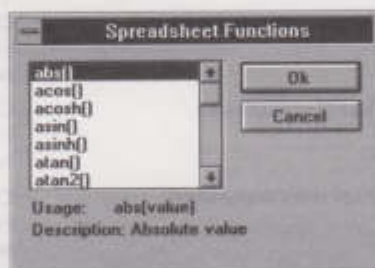 Spreadsheet Functions
abs()
acos()
acosh()
asin()
asinh()
atan()
atan2()
Ok
Cancel
Usage: abs(value)
Description: Absolute value